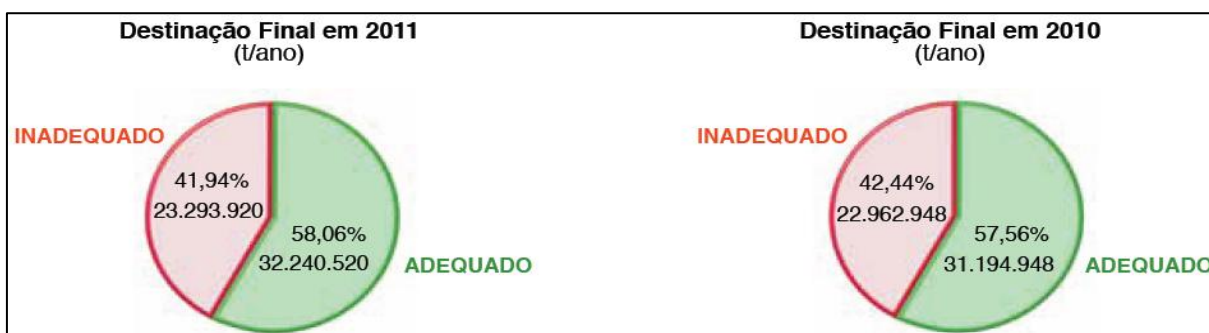 Destinação Final em 2011
(t/ano)
INADEQUADO
41,94%
23.293.920
58,06%
32.240.520
ADEQUADO
Destinação Final em 2010
(t/ano)
INADEQUADO
42,44%
22.962.948
57,56%
31.194.948
ADEQUADO